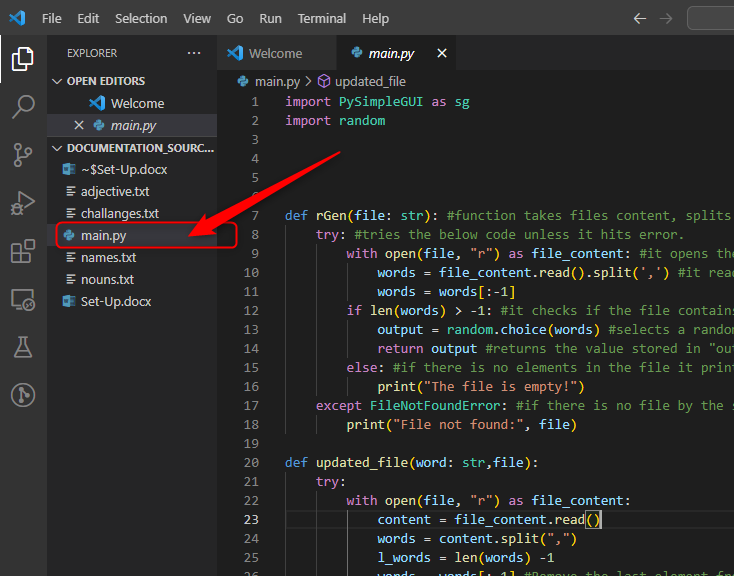 File Edit Selection View Go Run Terminal Help
EXPLORER ...
OPEN EDITORS
Welcome
main.py
DOCUMENTATION_SOURC...
~$Set-Up.docx
adjective.txt
challanges.txt
main.py
names.txt
nouns.txt
Set-Up.docx
Welcome main.py
main.py > updated_file
1 import PySimpleGUI as sg
2 import random
3
4
5
7 def rGen(file: str): #function takes files content, splits
8 try: #tries the below code unless it hits error.
9 with open(file, "r") as file_content: #it opens the
10 words = file_content.read().split(',') #it read
11 words = words[:-1]
12 if len(words) > -1: #it checks if the file contains
13 output = random.choice(words) #selects a random
14 return output #returns the value stored in "out
15 else: #if there is no elements in the file it print
16 print("The file is empty!")
17 except FileNotFoundError: #if there is no file by the s
18 print("File not found:", file)
19
20 def updated_file(word: str,file):
21 try:
22 with open(file, "r") as file_content:
23 content = file_content.read()
24 words = content.split(",")
25 l_words = len(words) -1
26 words = words[:-1] #Remove the last element fr